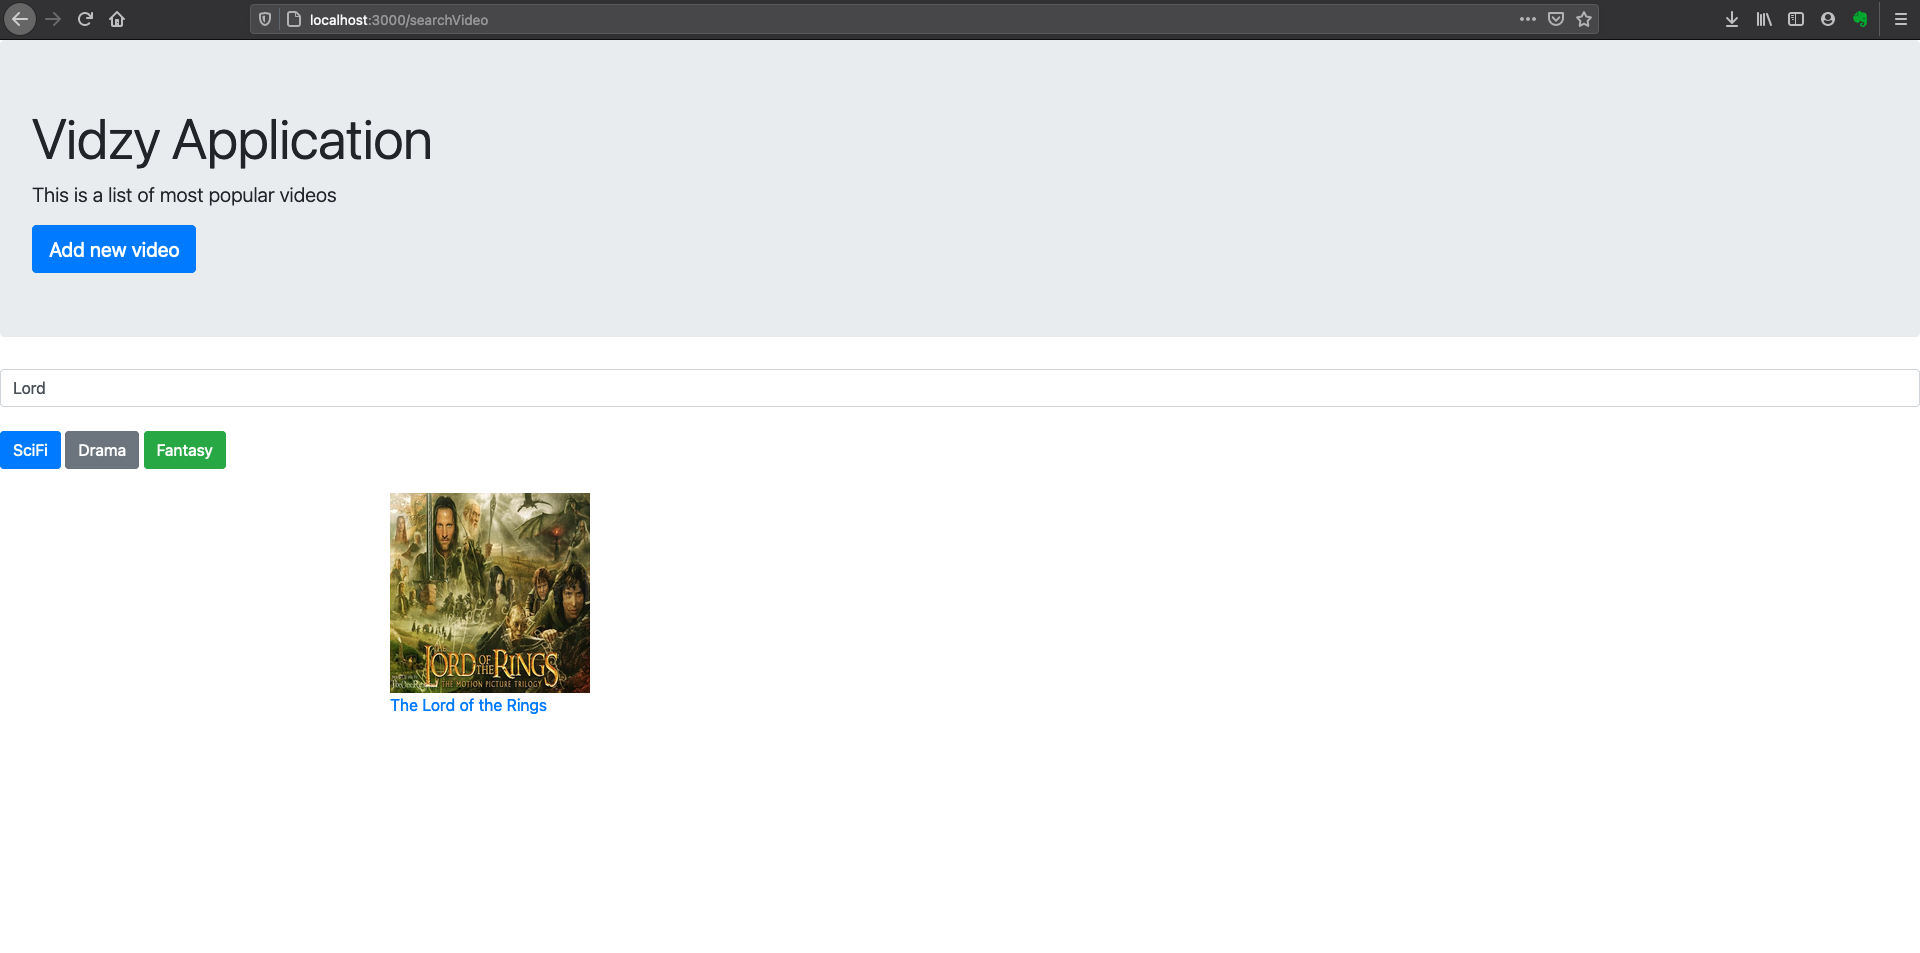 localhost:3000/searchVideo
Vidzy Application
This is a list of most popular videos
Add new video
Lord
SciFi Drama Fantasy
THE
LORD OF THE RINGS
THE MOTION PICTURE TRILOGY
The Lord of the Rings